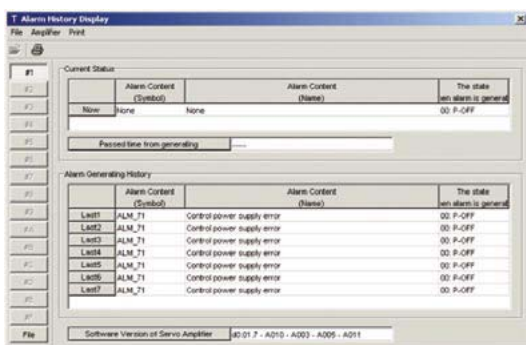 T Alarm History Display
File Amplifier Print
#1
Current Status
Alarm Content (Symbol) Alarm Content (Name) The state en alarm is generat
Now None None 00: P-OFF
Passed time from generating -----
Alarm Generating History
Alarm Content (Symbol) Alarm Content (Name) The state en alarm is generat
Last1 ALM_71 Control power supply error 00: P-OFF
Last2 ALM_71 Control power supply error 00: P-OFF
Last3 ALM_71 Control power supply error 00: P-OFF
Last4 ALM_71 Control power supply error 00: P-OFF
Last5 ALM_71 Control power supply error 00: P-OFF
Last6 ALM_71 Control power supply error 00: P-OFF
Last7 ALM_71 Control power supply error 00: P-OFF
File
Software Version of Servo Amplifier d0.01.7 - A010 - A003 - A005 - A011